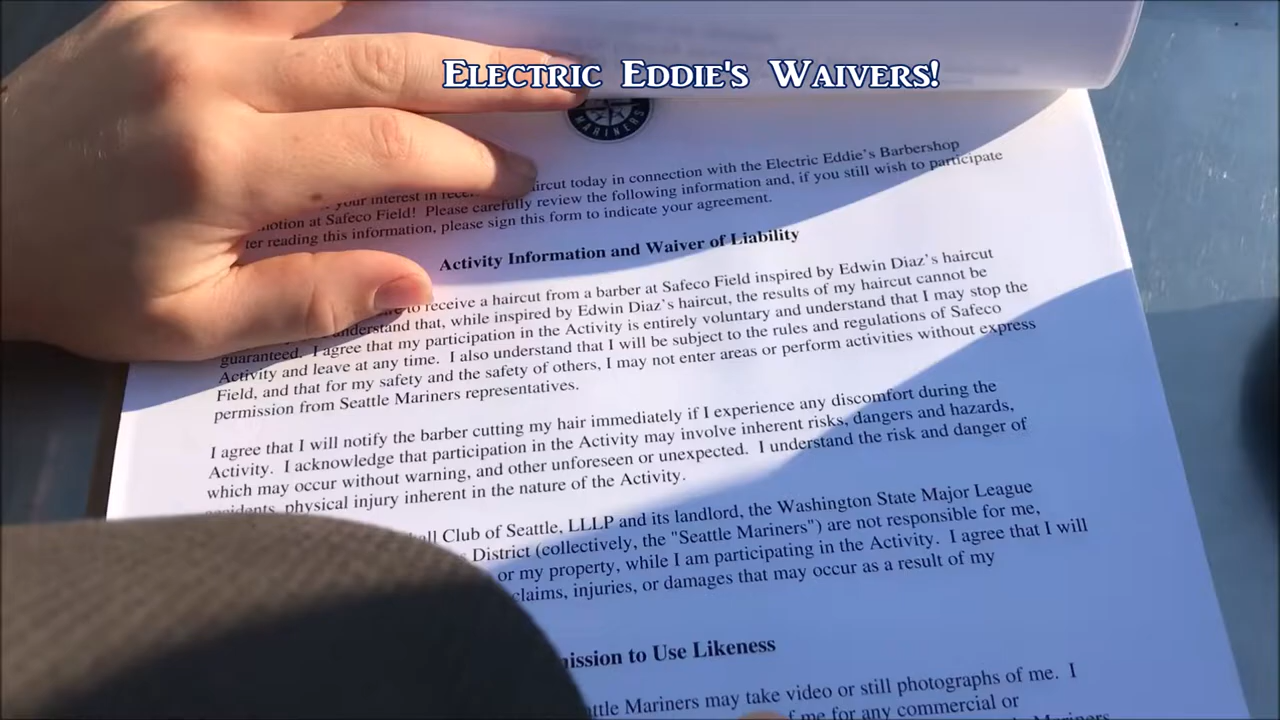 ELECTRIC EDDIE'S WAIVERS!
MARINERS
your interest in haircut today in connection with the Electric Eddie's Barbershop
motion at Safeco Field! Please carefully review the following information and, if you still wish to participate
ter reading this information, please sign this form to indicate your agreement.
Activity Information and Waiver of Liability
to receive a haircut from a barber at Safeco Field inspired by Edwin Diaz's haircut
understand that, while inspired by Edwin Diaz's haircut, the results of my haircut cannot be
guaranteed. I agree that my participation in the Activity is entirely voluntary and understand that I may stop the
Activity and leave at any time. I also understand that I will be subject to the rules and regulations of Safeco
Field, and that for my safety and the safety of others, I may not enter areas or perform activities without express
permission from Seattle Mariners representatives.
I agree that I will notify the barber cutting my hair immediately if I experience any discomfort during the
Activity. I acknowledge that participation in the Activity may involve inherent risks, dangers and hazards,
which may occur without warning, and other unforeseen or unexpected. I understand the risk and danger of
accidents, physical injury inherent in the nature of the Activity.
all Club of Seattle, LLLP and its landlord, the Washington State Major League
District (collectively, the "Seattle Mariners") are not responsible for me,
or my property, while I am participating in the Activity. I agree that I will
claims, injuries, or damages that may occur as a result of my
mission to Use Likeness
attle Mariners may take video or still photographs of me. I
of me for any commercial or
Mariners